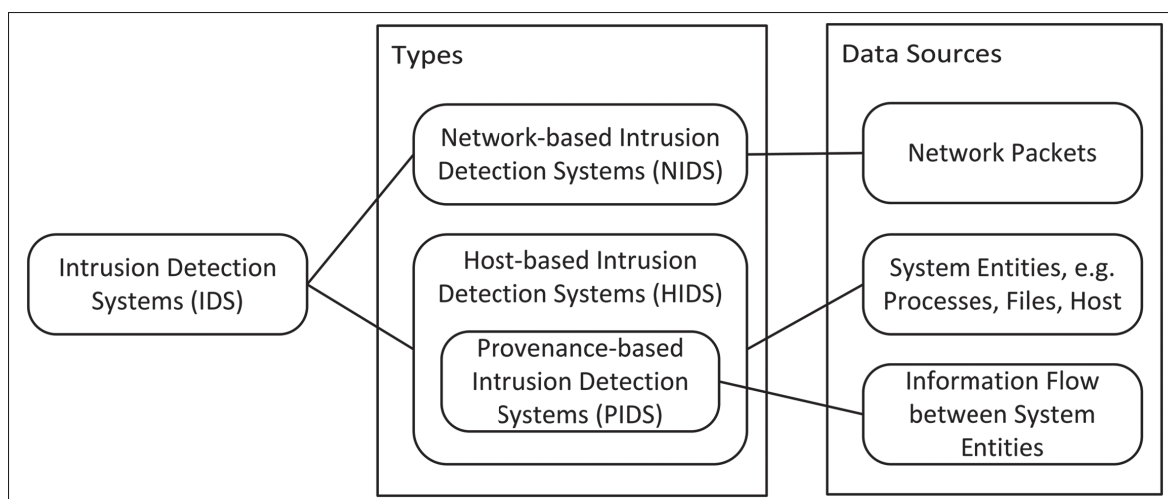 Intrusion Detection
Systems (IDS)
Types
Network-based Intrusion
Detection Systems (NIDS)
Host-based Intrusion
Detection Systems (HIDS)
Provenance-based
Intrusion Detection
Systems (PIDS)
Data Sources
Network Packets
System Entities, e.g.
Processes, Files, Host
Information Flow
between System
Entities